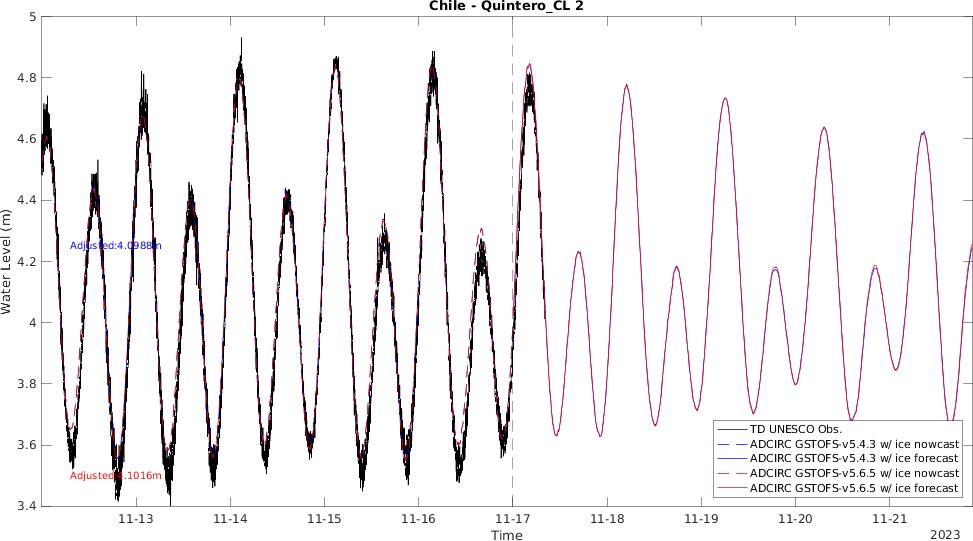 Chile - Quintero_CL 2
5
4.8
4.6
4.4
4.2
4
3.8
3.6
3.4
Water Level (m)
Adjusted:4.0988m
Adjusted:4.1016m
TD UNESCO Obs.
ADCIRC GSTOFS-v5.4.3 w/ ice nowcast
ADCIRC GSTOFS-v5.4.3 w/ ice forecast
ADCIRC GSTOFS-v5.6.5 w/ ice nowcast
ADCIRC GSTOFS-v5.6.5 w/ ice forecast
11-13 11-14 11-15 11-16 11-17 11-18 11-19 11-20 11-21
Time
2023